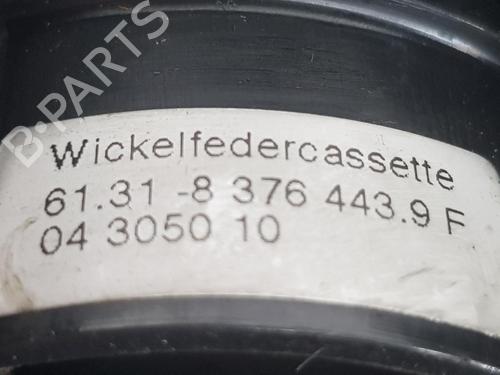 B-PARTS
Wickelfedercassette
61.31 -8 376 443.9 F
04 3050 10